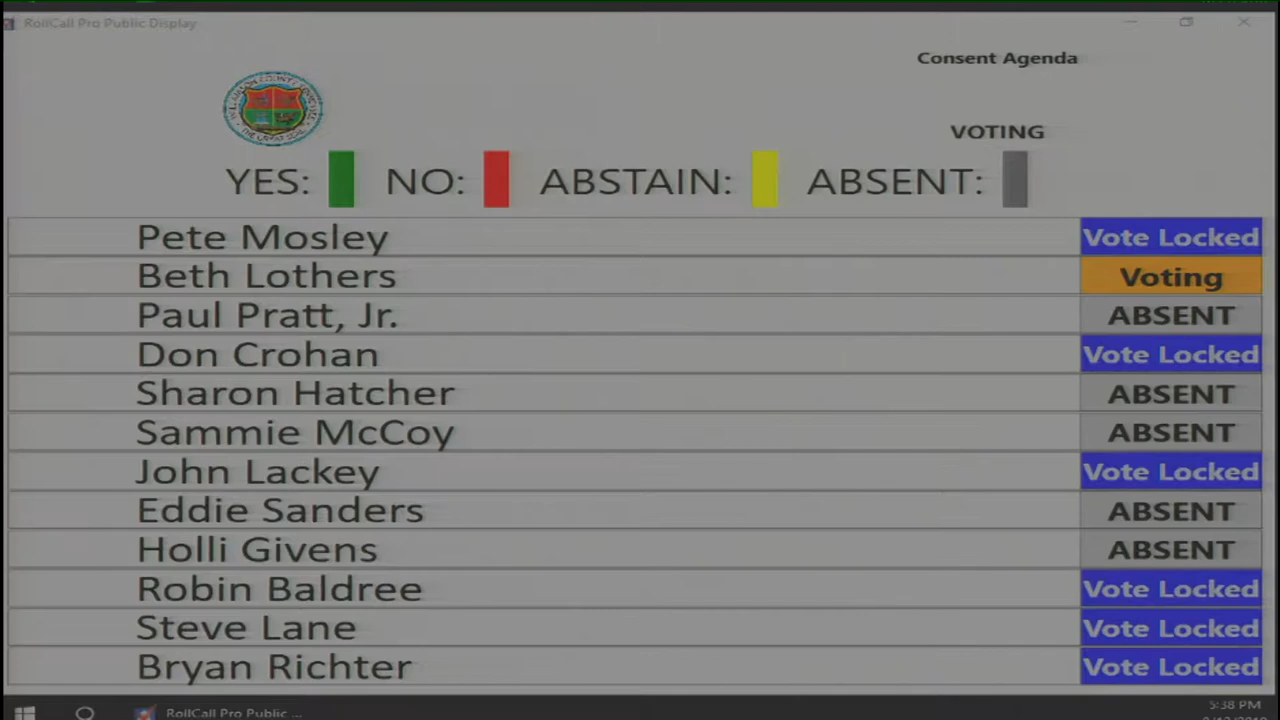 RollCall Pro Public Display
Consent Agenda
VOTING
YES: NO: ABSTAIN: ABSENT:
Pete Mosley Vote Locked
Beth Lothers Voting
Paul Pratt, Jr. ABSENT
Don Crohan Vote Locked
Sharon Hatcher ABSENT
Sammie McCoy ABSENT
John Lackey Vote Locked
Eddie Sanders ABSENT
Holli Givens ABSENT
Robin Baldree Vote Locked
Steve Lane Vote Locked
Bryan Richter Vote Locked
RollCall Pro Public ...
5:38 PM